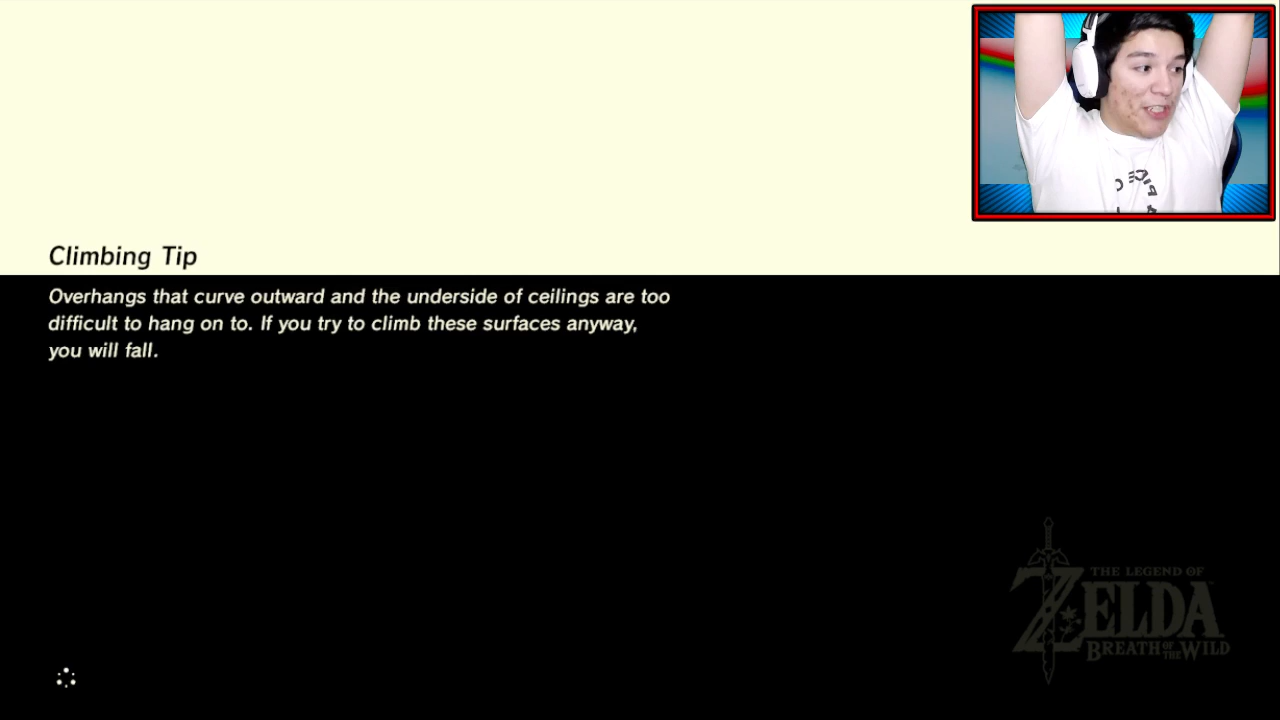 Climbing Tip
Overhangs that curve outward and the underside of ceilings are too
difficult to hang on to. If you try to climb these surfaces anyway,
you will fall.
THE LEGEND OF
ZELDA
BREATH OF THE WILD